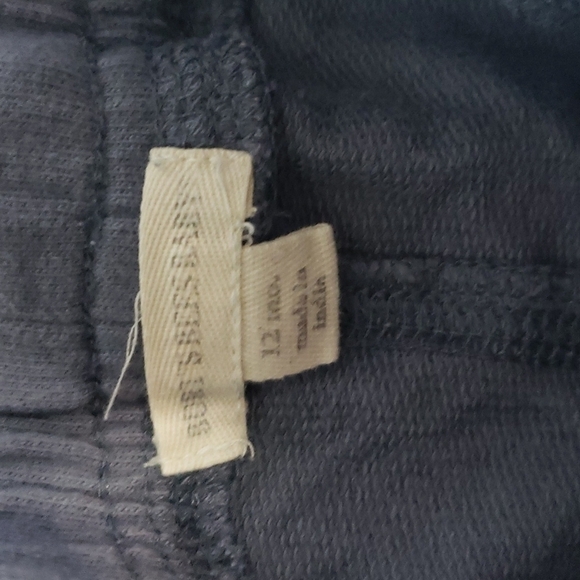 BURT'S BEES BABY
12 mo.
made in
india